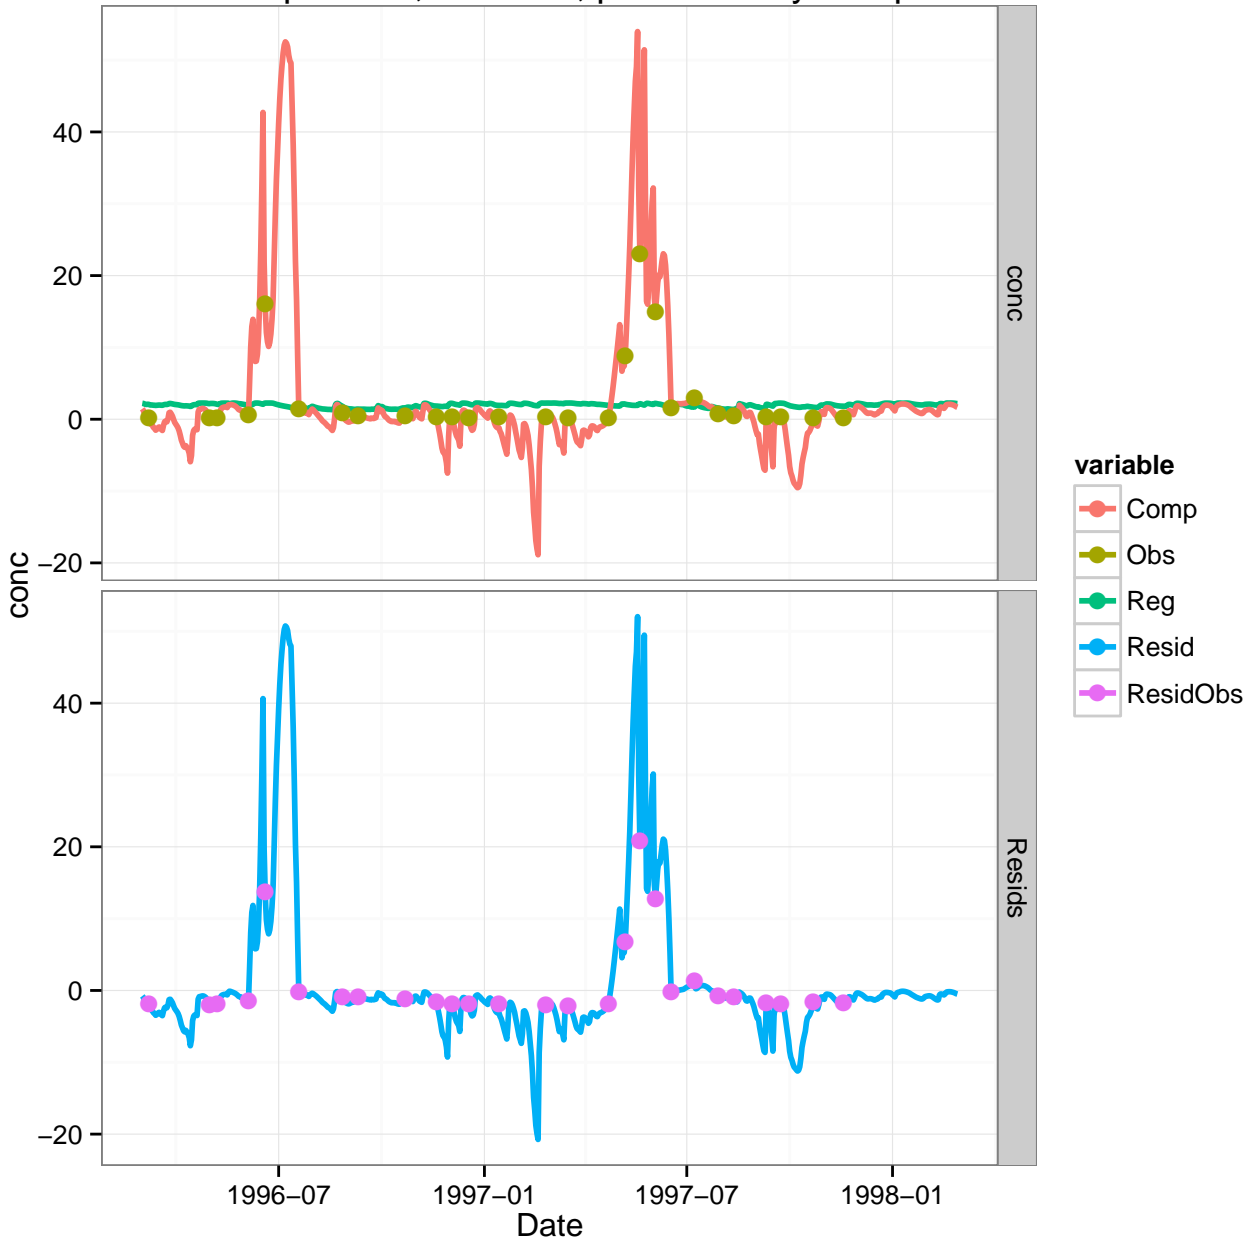 40
20
0
−20
conc
conc
40
20
0
−20
Resids
1996−07
1997−01
1997−07
1998−01
Date
variable
Comp
Obs
Reg
Resid
ResidObs